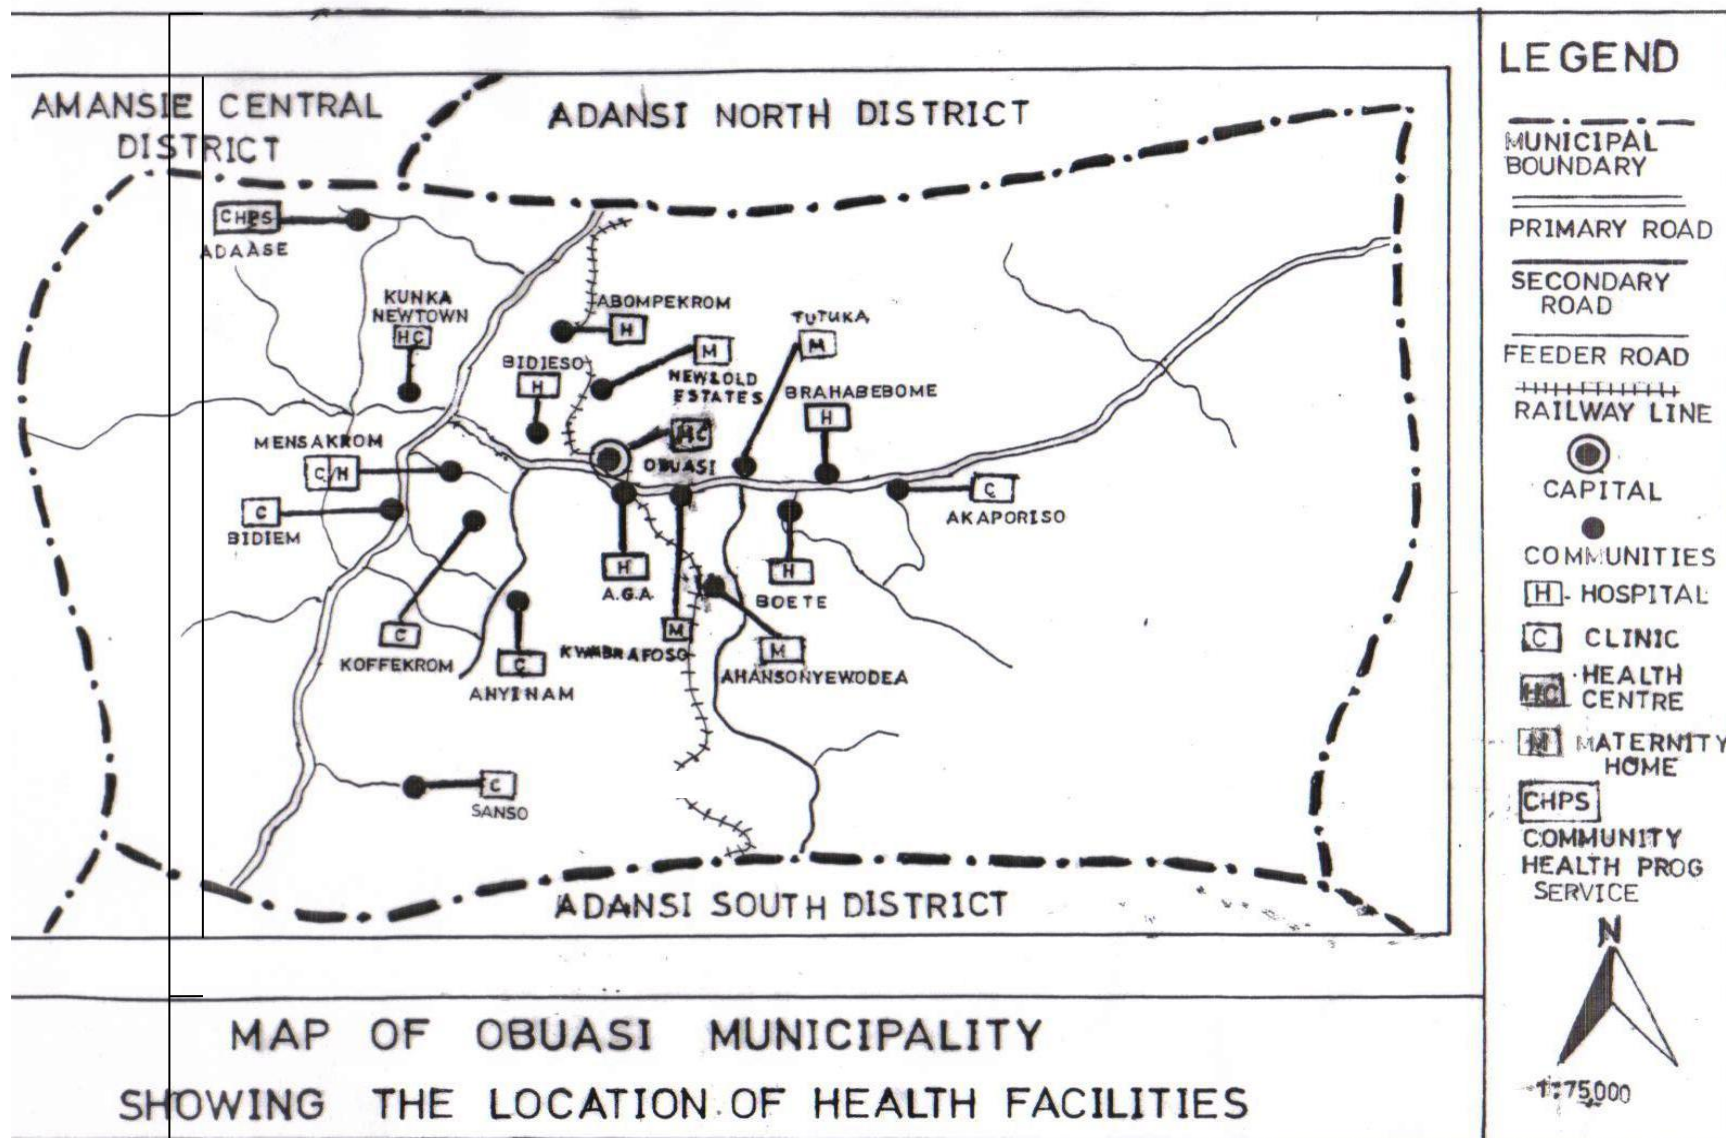 AMANSIE CENTRAL
DISTRICT
ADANSI NORTH DISTRICT
CHPS
ADAASE
KUNKA
NEWTOWN
HC
ABOMPEKROM
H
BIDIESO
H
M
NEW&OLD
ESTATES
TUTUKA
M
BRAHABEBOME
H
MENSAKROM
C/H
HC
OBUASI
C
BIDIEM
C
AKAPORISO
H
A.G.A.
H
BOETE
C
KOFFEKROM
C
ANYINAM
M
KWABRAFOSO
M
AHANSONYEWODEA
C
SANSO
ADANSI SOUTH DISTRICT
MAP OF OBUASI MUNICIPALITY
SHOWING THE LOCATION OF HEALTH FACILITIES
LEGEND
MUNICIPAL
BOUNDARY
PRIMARY ROAD
SECONDARY
ROAD
FEEDER ROAD
RAILWAY LINE
CAPITAL
COMMUNITIES
H - HOSPITAL
C CLINIC
HC HEALTH
CENTRE
M MATERNITY
HOME
CHPS
COMMUNITY
HEALTH PROG
SERVICE
N
1:75,000